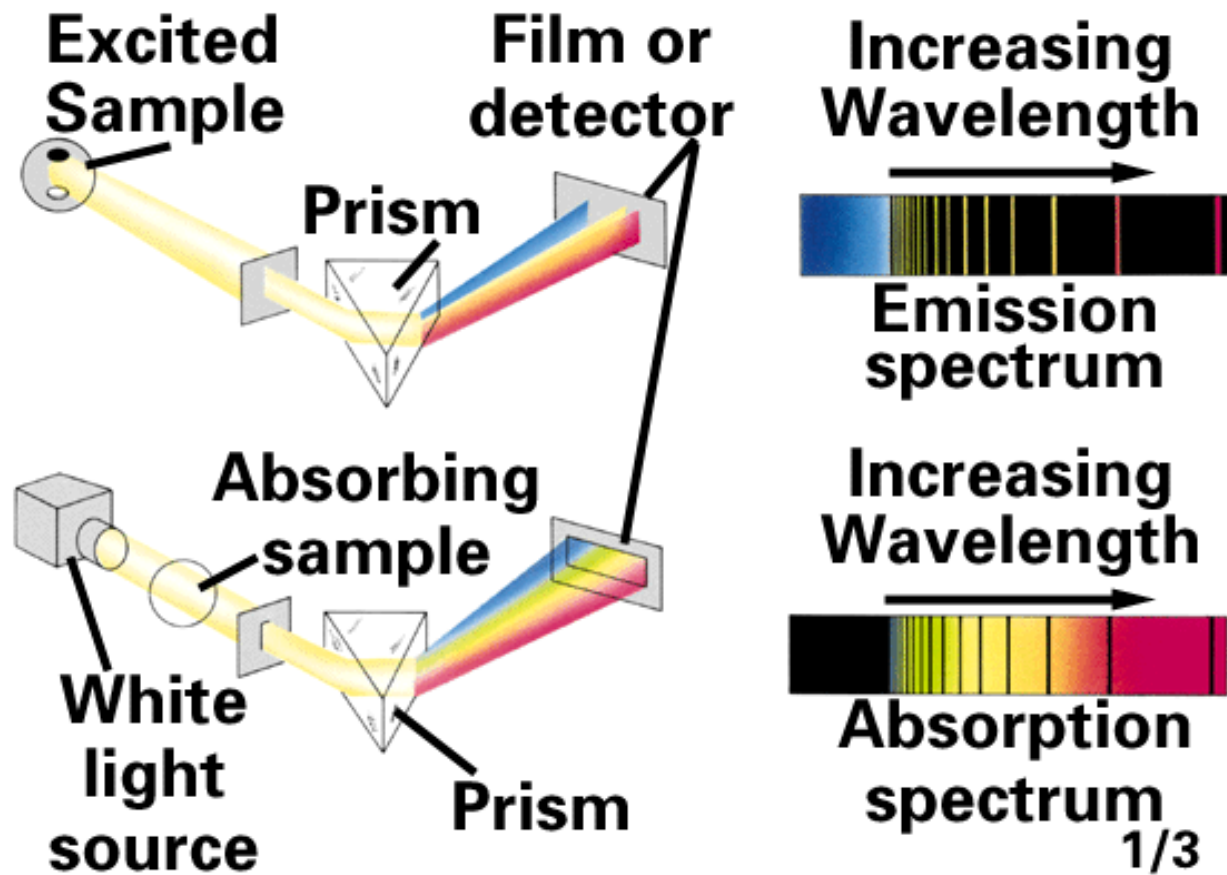 Excited
Sample
Film or
detector
Prism
Increasing
Wavelength
Emission
spectrum
Absorbing
sample
White
light
source
Prism
Increasing
Wavelength
Absorption
spectrum
1/3